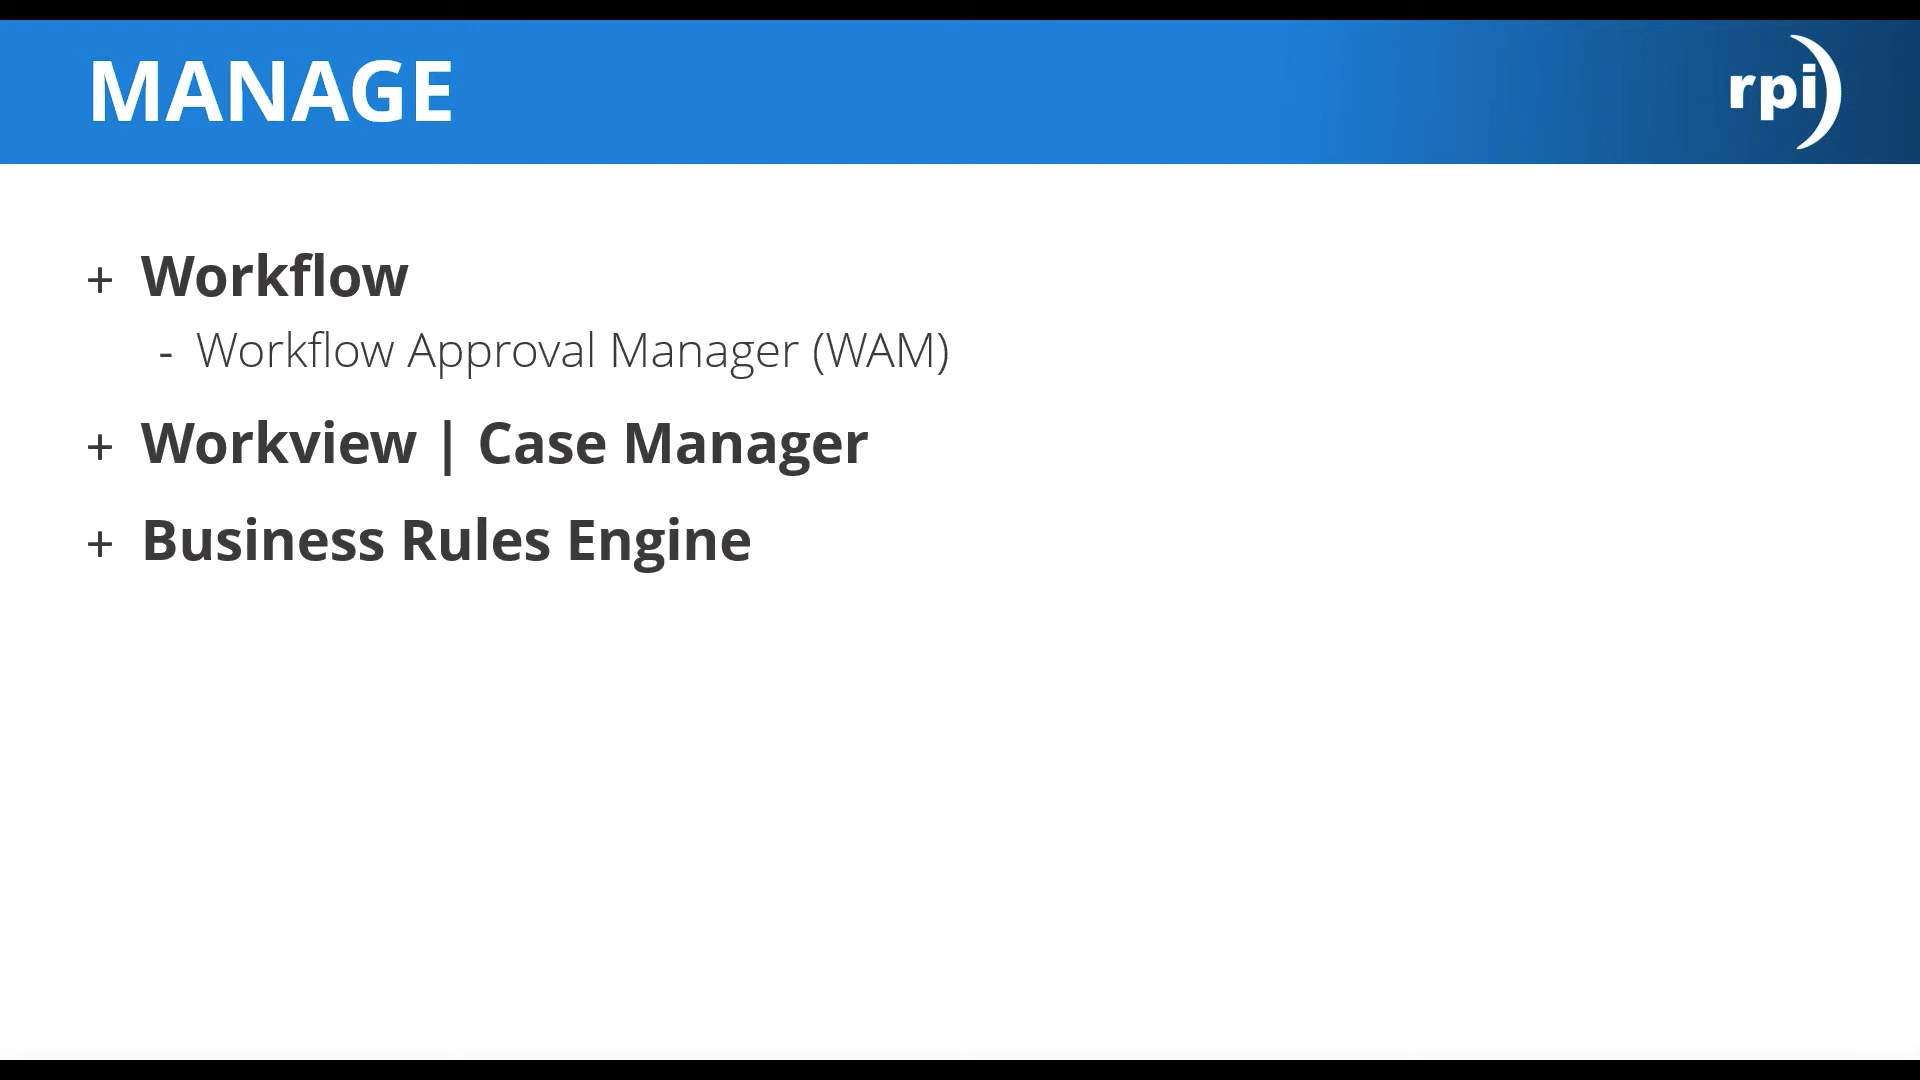 MANAGE
rpi
+ Workflow
- Workflow Approval Manager (WAM)
+ Workview | Case Manager
+ Business Rules Engine